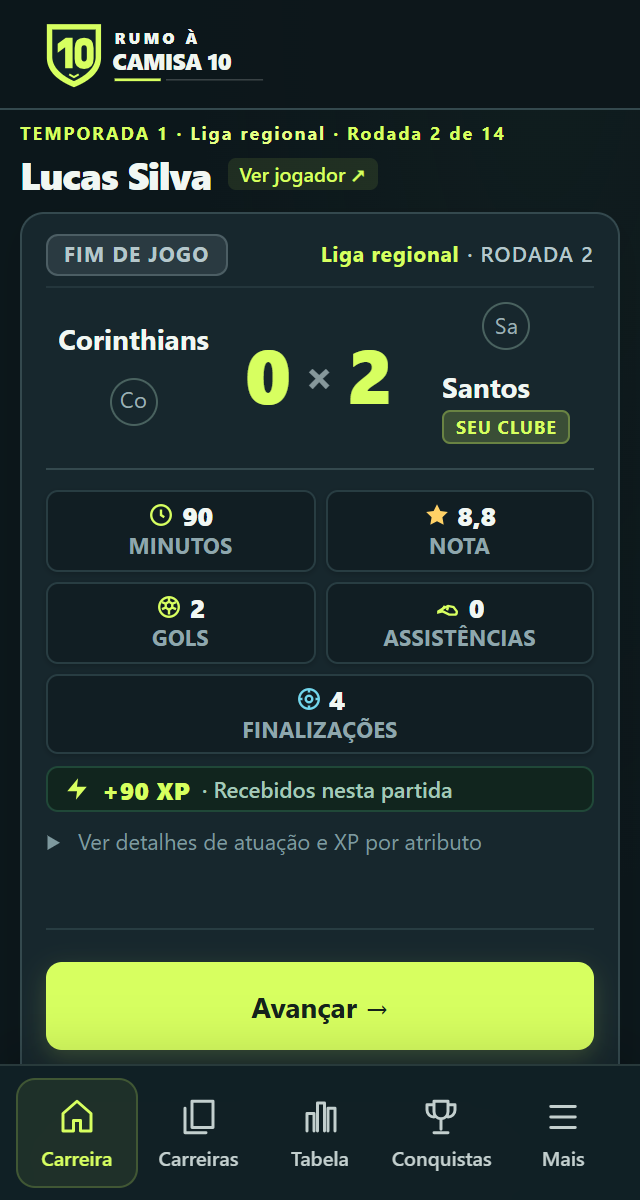 10
RUMO À
CAMISA 10
TEMPORADA 1 · Liga regional · Rodada 2 de 14
Lucas Silva
Ver jogador ↗
FIM DE JOGO
Liga regional · RODADA 2
Corinthians
Co
0 × 2
Sa
Santos
SEU CLUBE
90
MINUTOS
8,8
NOTA
2
GOLS
0
ASSISTÊNCIAS
4
FINALIZAÇÕES
+90 XP · Recebidos nesta partida
▶ Ver detalhes de atuação e XP por atributo
Avançar →
Carreira
Carreiras
Tabela
Conquistas
Mais